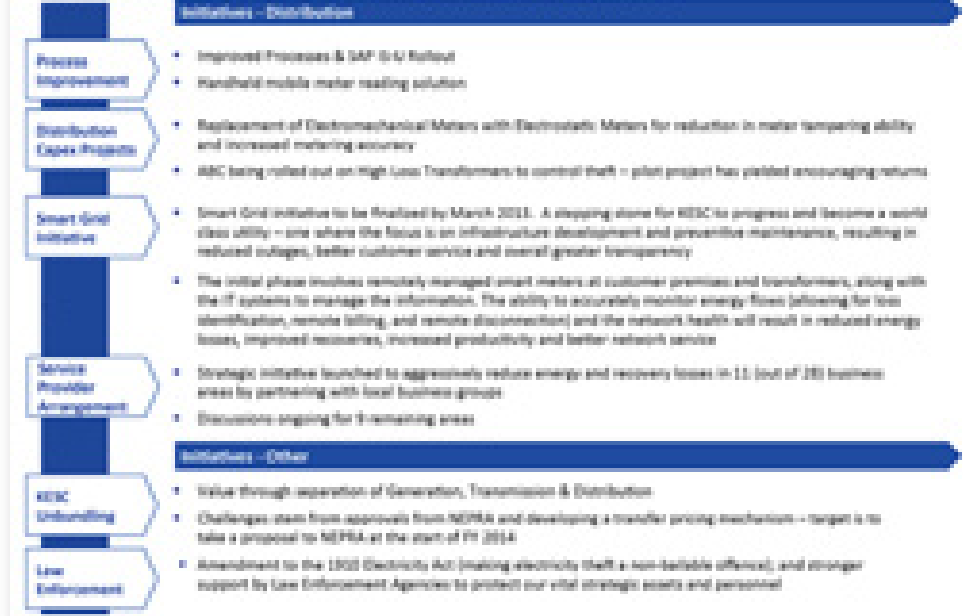 Initiatives - Distribution
Process
Improvement
• Improved Processes & SAP IS-U Rollout
• Handheld mobile meter reading solution
Distribution
Capex Projects
• Replacement of Electromechanical Meters with Electrostatic Meters for reduction in meter tampering ability
and increased metering accuracy
• ABC being rolled out on High Loss Transformers to control theft – pilot project has yielded encouraging returns
Smart Grid
Initiative
• Smart Grid Initiative to be finalized by March 2013. A stepping stone for KESC to progress and become a world
class utility – one where the focus is on infrastructure development and preventive maintenance, resulting in
reduced outages, better customer service and overall greater transparency
• The initial phase involves remotely managed smart meters at customer premises and transformers, along with
the IT systems to manage the information. The ability to accurately monitor energy flows (allowing for loss
identification, remote billing, and remote disconnection) and the network health will result in reduced energy
losses, improved recoveries, increased productivity and better network service
Service
Provider
Arrangement
• Strategic initiative launched to aggressively reduce energy and recovery losses in 11 (out of 28) business
areas by partnering with local business groups
• Discussions ongoing for 9 remaining areas
Initiatives - Other
KESC
Unbundling
• Value through separation of Generation, Transmission & Distribution
• Challenges stem from approvals from NEPRA and developing a transfer pricing mechanism – target is to
take a proposal to NEPRA at the start of FY 2014
Law
Enforcement
• Amendment to the 1910 Electricity Act (making electricity theft a non-bailable offence), and stronger
support by Law Enforcement Agencies to protect our vital strategic assets and personnel